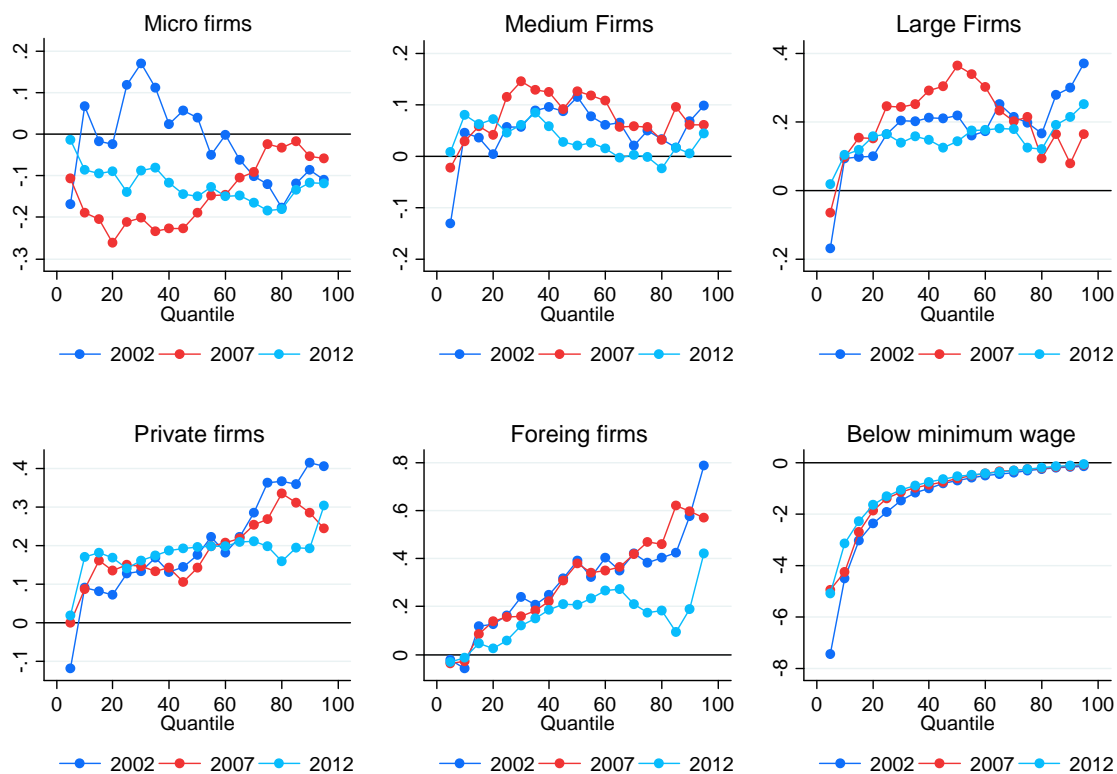 Micro firms
.2
.1
0
-.1
-.2
-.3
0 20 40 60 80 100
Quantile
2002 2007 2012
Medium Firms
.2
.1
0
-.1
-.2
0 20 40 60 80 100
Quantile
2002 2007 2012
Large Firms
.4
.2
0
-.2
0 20 40 60 80 100
Quantile
2002 2007 2012
Private firms
.4
.3
.2
.1
0
-.1
0 20 40 60 80 100
Quantile
2002 2007 2012
Foreing firms
.8
.6
.4
.2
0
0 20 40 60 80 100
Quantile
2002 2007 2012
Below minimum wage
0
-2
-4
-6
-8
0 20 40 60 80 100
Quantile
2002 2007 2012